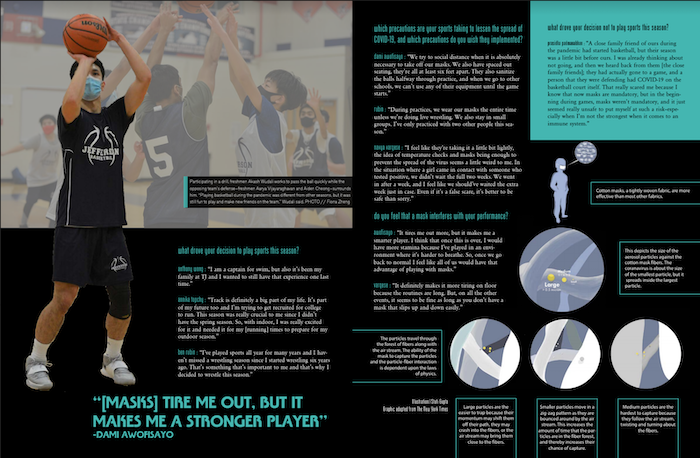 JEFFERSON
BASKETBALL
Participating in a drill, freshmen Akash Wudali works to pass the ball quickly while the
opposing team's defense—freshmen Aarya Vijayraghavan and Aiden Cheong—surrounds
him. "Playing basketball during the pandemic was different from other seasons, but it was
still fun to play and make new friends on the team," Wudali said. PHOTO // Fiona Zheng
what drove your decision to play sports this season?
"I am a captain for swim, but also it's been my
family at TJ and I wanted to still have that experience one last
time."
"Track is definitely a big part of my life. It's part
of my future too and I'm trying to get recruited for college
to run. This season was really crucial to me since I didn't
have the spring season. So, with indoor, I was really excited
for it and needed it for my [running] times to prepare for my
outdoor season."
"I've played sports all year for many years and I hav-
en't missed a wrestling season since I started wrestling six years
ago. That's something that's important to me and that's why I
decided to wrestle this season."
"[MASKS] TIRE ME OUT, BUT IT
MAKES ME A STRONGER PLAYER"
-DAMI AWOFISAYO
which precautions are your sports taking to lessen the spread of
COVID-19, and which precautions do you wish they implemented?
dami awofisayo : "We try to social distance when it is absolutely
necessary to take off our masks. We also have spaced out
seating, they're all at least six feet apart. They also sanitize
the balls halfway through practice, and when we go to other
schools, we can't use any of their equipment until the game
starts."
rabin : "During practices, we wear our masks the entire time
unless we're doing live wrestling. We also stay in small
groups. I've only practiced with two other people this sea-
son."
"I feel like they're taking it a little bit lightly,
the idea of temperature checks and masks being enough to
prevent the spread of the virus seems a little weird to me. In
the situation where a girl came in contact with someone who
tested positive, we didn't wait the full two weeks. We went
in after a week, and I feel like we should've waited the extra
week just in case. Even if it's a false scare, it's better to be
safe than sorry."
do you feel that a mask interferes with your performance?
awofisayo : "It tires me out more, but it makes me a
smarter player. I think that once this is over, I would
have more stamina because I've played in an envi-
ronment where it's harder to breathe. So, once we go
back to normal I feel like all of us would have that
advantage of playing with masks."
"It definitely makes it more tiring on floor
because the routines are long. But, on all the other
events, it seems to be fine as long as you don't have a
mask that slips up and down easily."
what drove your decision not to play sports this season?
"A close family friend of ours during
the pandemic had started basketball, but their season
was a little bit before ours. I was already thinking about
not going, and then we heard back from them [the close
family friends], they had actually gone to a game, and a
person that they were defending had COVID-19 on the
basketball court itself. That really scared me because I
know that now masks are mandatory, but in the begin-
ning during games, masks weren't mandatory, and it just
seemed really unsafe to put myself at such a risk-espe-
cially when I'm not the strongest when it comes to an
immune system."
Cotton masks, a tightly woven fabric, are more
effective than most other fabrics.
Large
This depicts the size of the
aerosol particles against the
cotton mask fibers. The
coronavirus is about the size
of the smallest particle, but it
spreads inside the largest
particle.
The particles travel through
the forest of fibers along with
the air stream. The ability of the
mask to capture the particles
and the particle-fiber interaction
is dependent upon the laws
of physics.
Graphic adapted from The New York Times
Large particles are the
easier to trap because their
momentum may shift them
off their path, they may
crash into the fibers, or the
air stream may bring them
close to the fibers.
Smaller particles move in a
zig zag pattern as they are
bounced around by the air
stream. This increases the
amount of time that the par-
ticles are in the fiber forest,
and thereby increases their
chance of capture.
Medium particles are the
hardest to capture because
they follow the air stream,
twisting and turning about
the fibers.